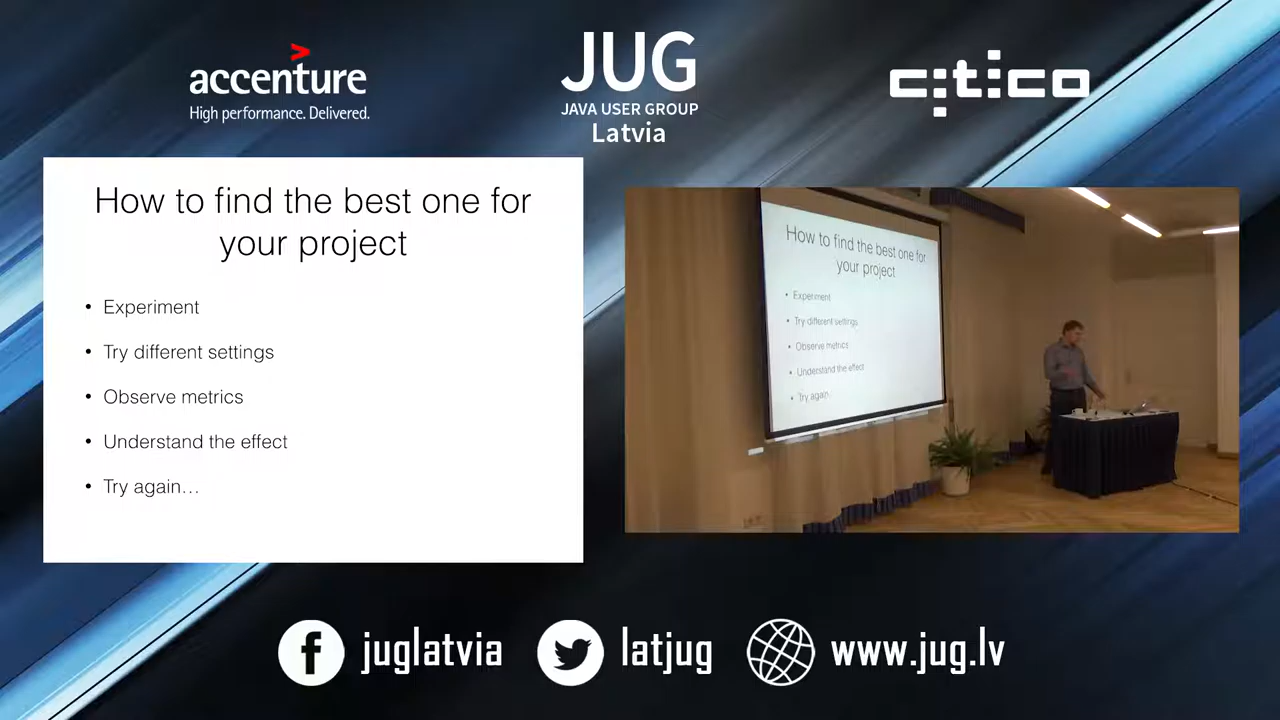 accenture
High performance. Delivered.
JUG
JAVA USER GROUP
Latvia
citico
How to find the best one for
your project
• Experiment
• Try different settings
• Observe metrics
• Understand the effect
• Try again…
How to find the best one for
your project
• Experiment
• Try different settings
• Observe metrics
• Understand the effect
• Try again...
juglatvia
latjug
www.jug.lv